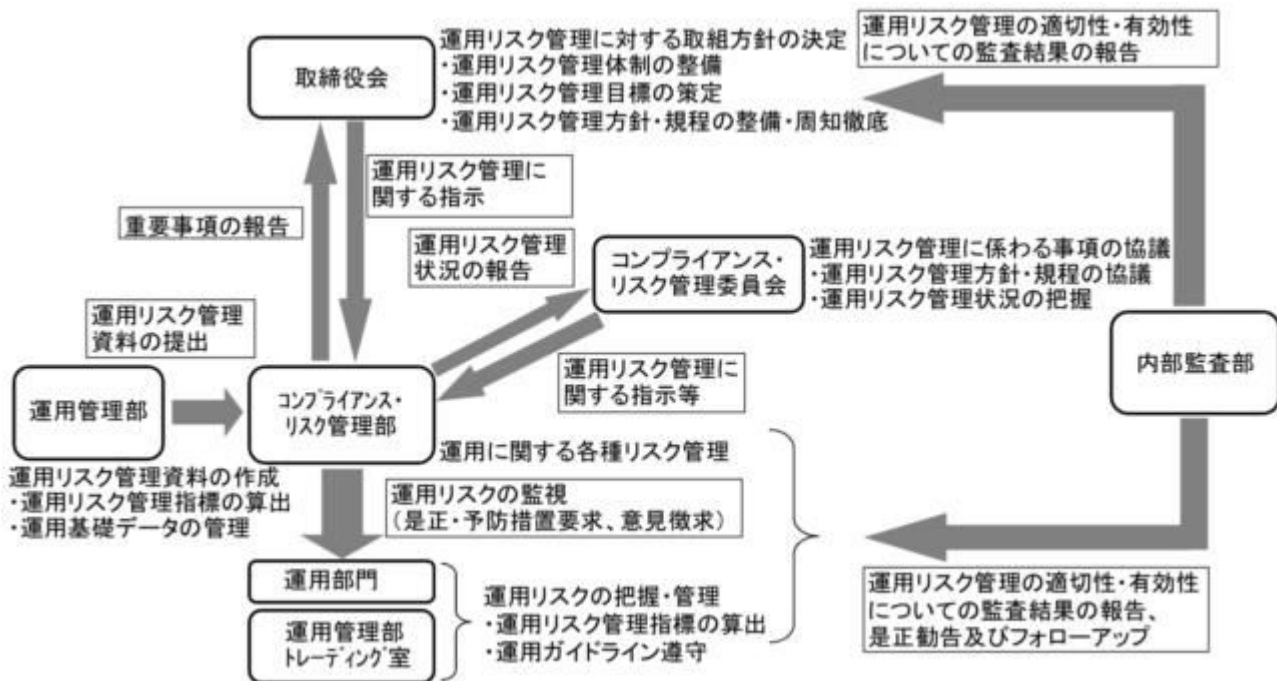 取締役会
運用リスク管理に対する取組方針の決定
・運用リスク管理体制の整備
・運用リスク管理目標の策定
・運用リスク管理方針・規程の整備・周知徹底
運用リスク管理の適切性・有効性
についての監査結果の報告
運用リスク管理に
関する指示
重要事項の報告
運用リスク管理
状況の報告
コンプライアンス・
リスク管理委員会
運用リスク管理に係わる事項の協議
・運用リスク管理方針・規程の協議
・運用リスク管理状況の把握
運用リスク管理
資料の提出
運用リスク管理に
関する指示等
内部監査部
運用管理部
コンプライアンス・
リスク管理部
運用に関する各種リスク管理
運用リスク管理資料の作成
・運用リスク管理指標の算出
・運用基礎データの管理
運用リスクの監視
(是正・予防措置要求、意見徴求)
運用部門
運用管理部
トレーディング室
運用リスクの把握・管理
・運用リスク管理指標の算出
・運用ガイドライン遵守
運用リスク管理の適切性・有効性
についての監査結果の報告、
是正勧告及びフォローアップ